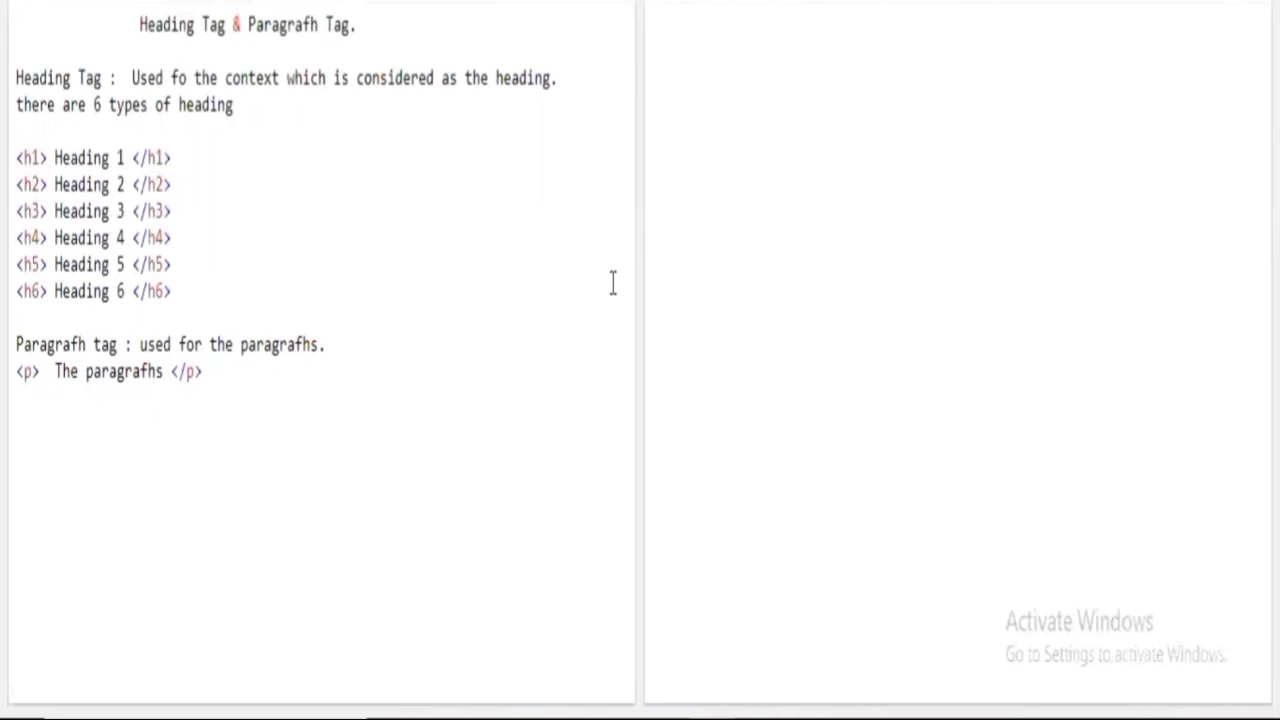 Heading Tag & Paragrafh Tag.
Heading Tag : Used fo the context which is considered as the heading.
there are 6 types of heading
<h1> Heading 1 </h1>
<h2> Heading 2 </h2>
<h3> Heading 3 </h3>
<h4> Heading 4 </h4>
<h5> Heading 5 </h5>
<h6> Heading 6 </h6>
Paragrafh tag : used for the paragrafhs.
<p> The paragrafhs </p>
Activate Windows
Go to Settings to activate Windows.